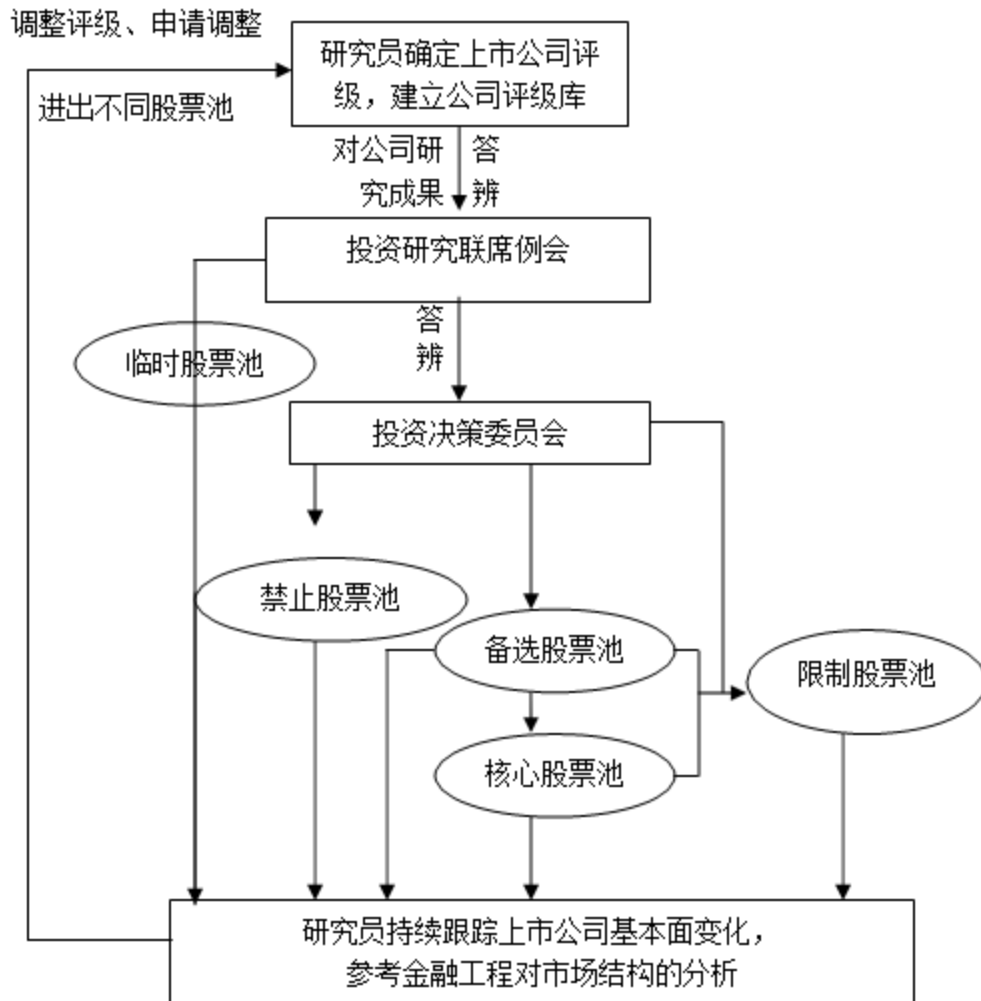 调整评级、申请调整
进出不同股票池
研究员确定上市公司评
级，建立公司评级库
对公司研
究成果
答
辨
投资研究联席例会
答
辨
临时股票池
投资决策委员会
禁止股票池
备选股票池
限制股票池
核心股票池
研究员持续跟踪上市公司基本面变化，
参考金融工程对市场结构的分析